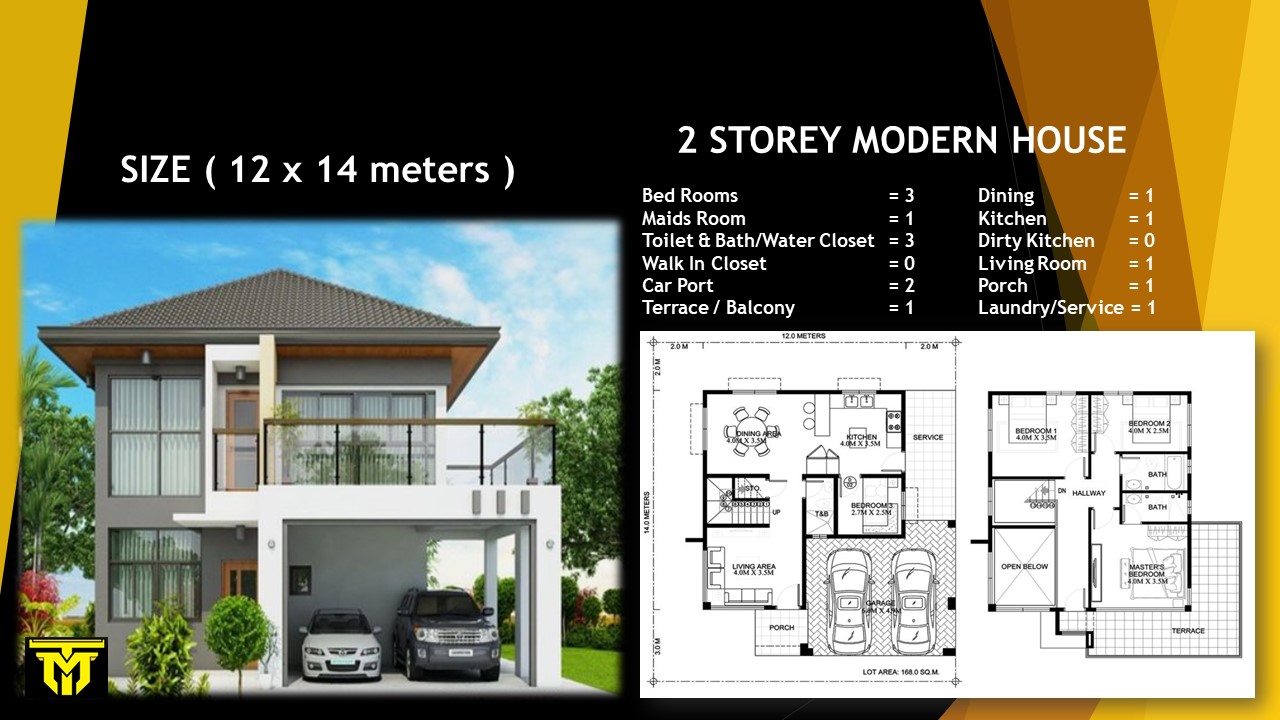 SIZE ( 12 x 14 meters )
2 STOREY MODERN HOUSE
Bed Rooms = 3
Maids Room = 1
Toilet & Bath/Water Closet = 3
Walk In Closet = 0
Car Port = 2
Terrace / Balcony = 1
Dining = 1
Kitchen = 1
Dirty Kitchen = 0
Living Room = 1
Porch = 1
Laundry/Service = 1
12.0 METERS
2.0 M
2.0 M
2.0 M
14.0 METERS
3.0 M
DINING AREA
4.0M X 3.5M
KITCHEN
4.0M X 3.5M
SERVICE
STO.
UP
T&B
BEDROOM 3
2.7M X 2.5M
LIVING AREA
4.0M X 3.5M
GARAGE
PORCH
LOT AREA: 168.0 SQ.M.
BEDROOM 1
4.0M X 3.5M
BEDROOM 2
4.0M X 2.5M
BATH
DN
HALLWAY
BATH
OPEN BELOW
MASTER'S
BEDROOM
4.0M X 3.5M
TERRACE